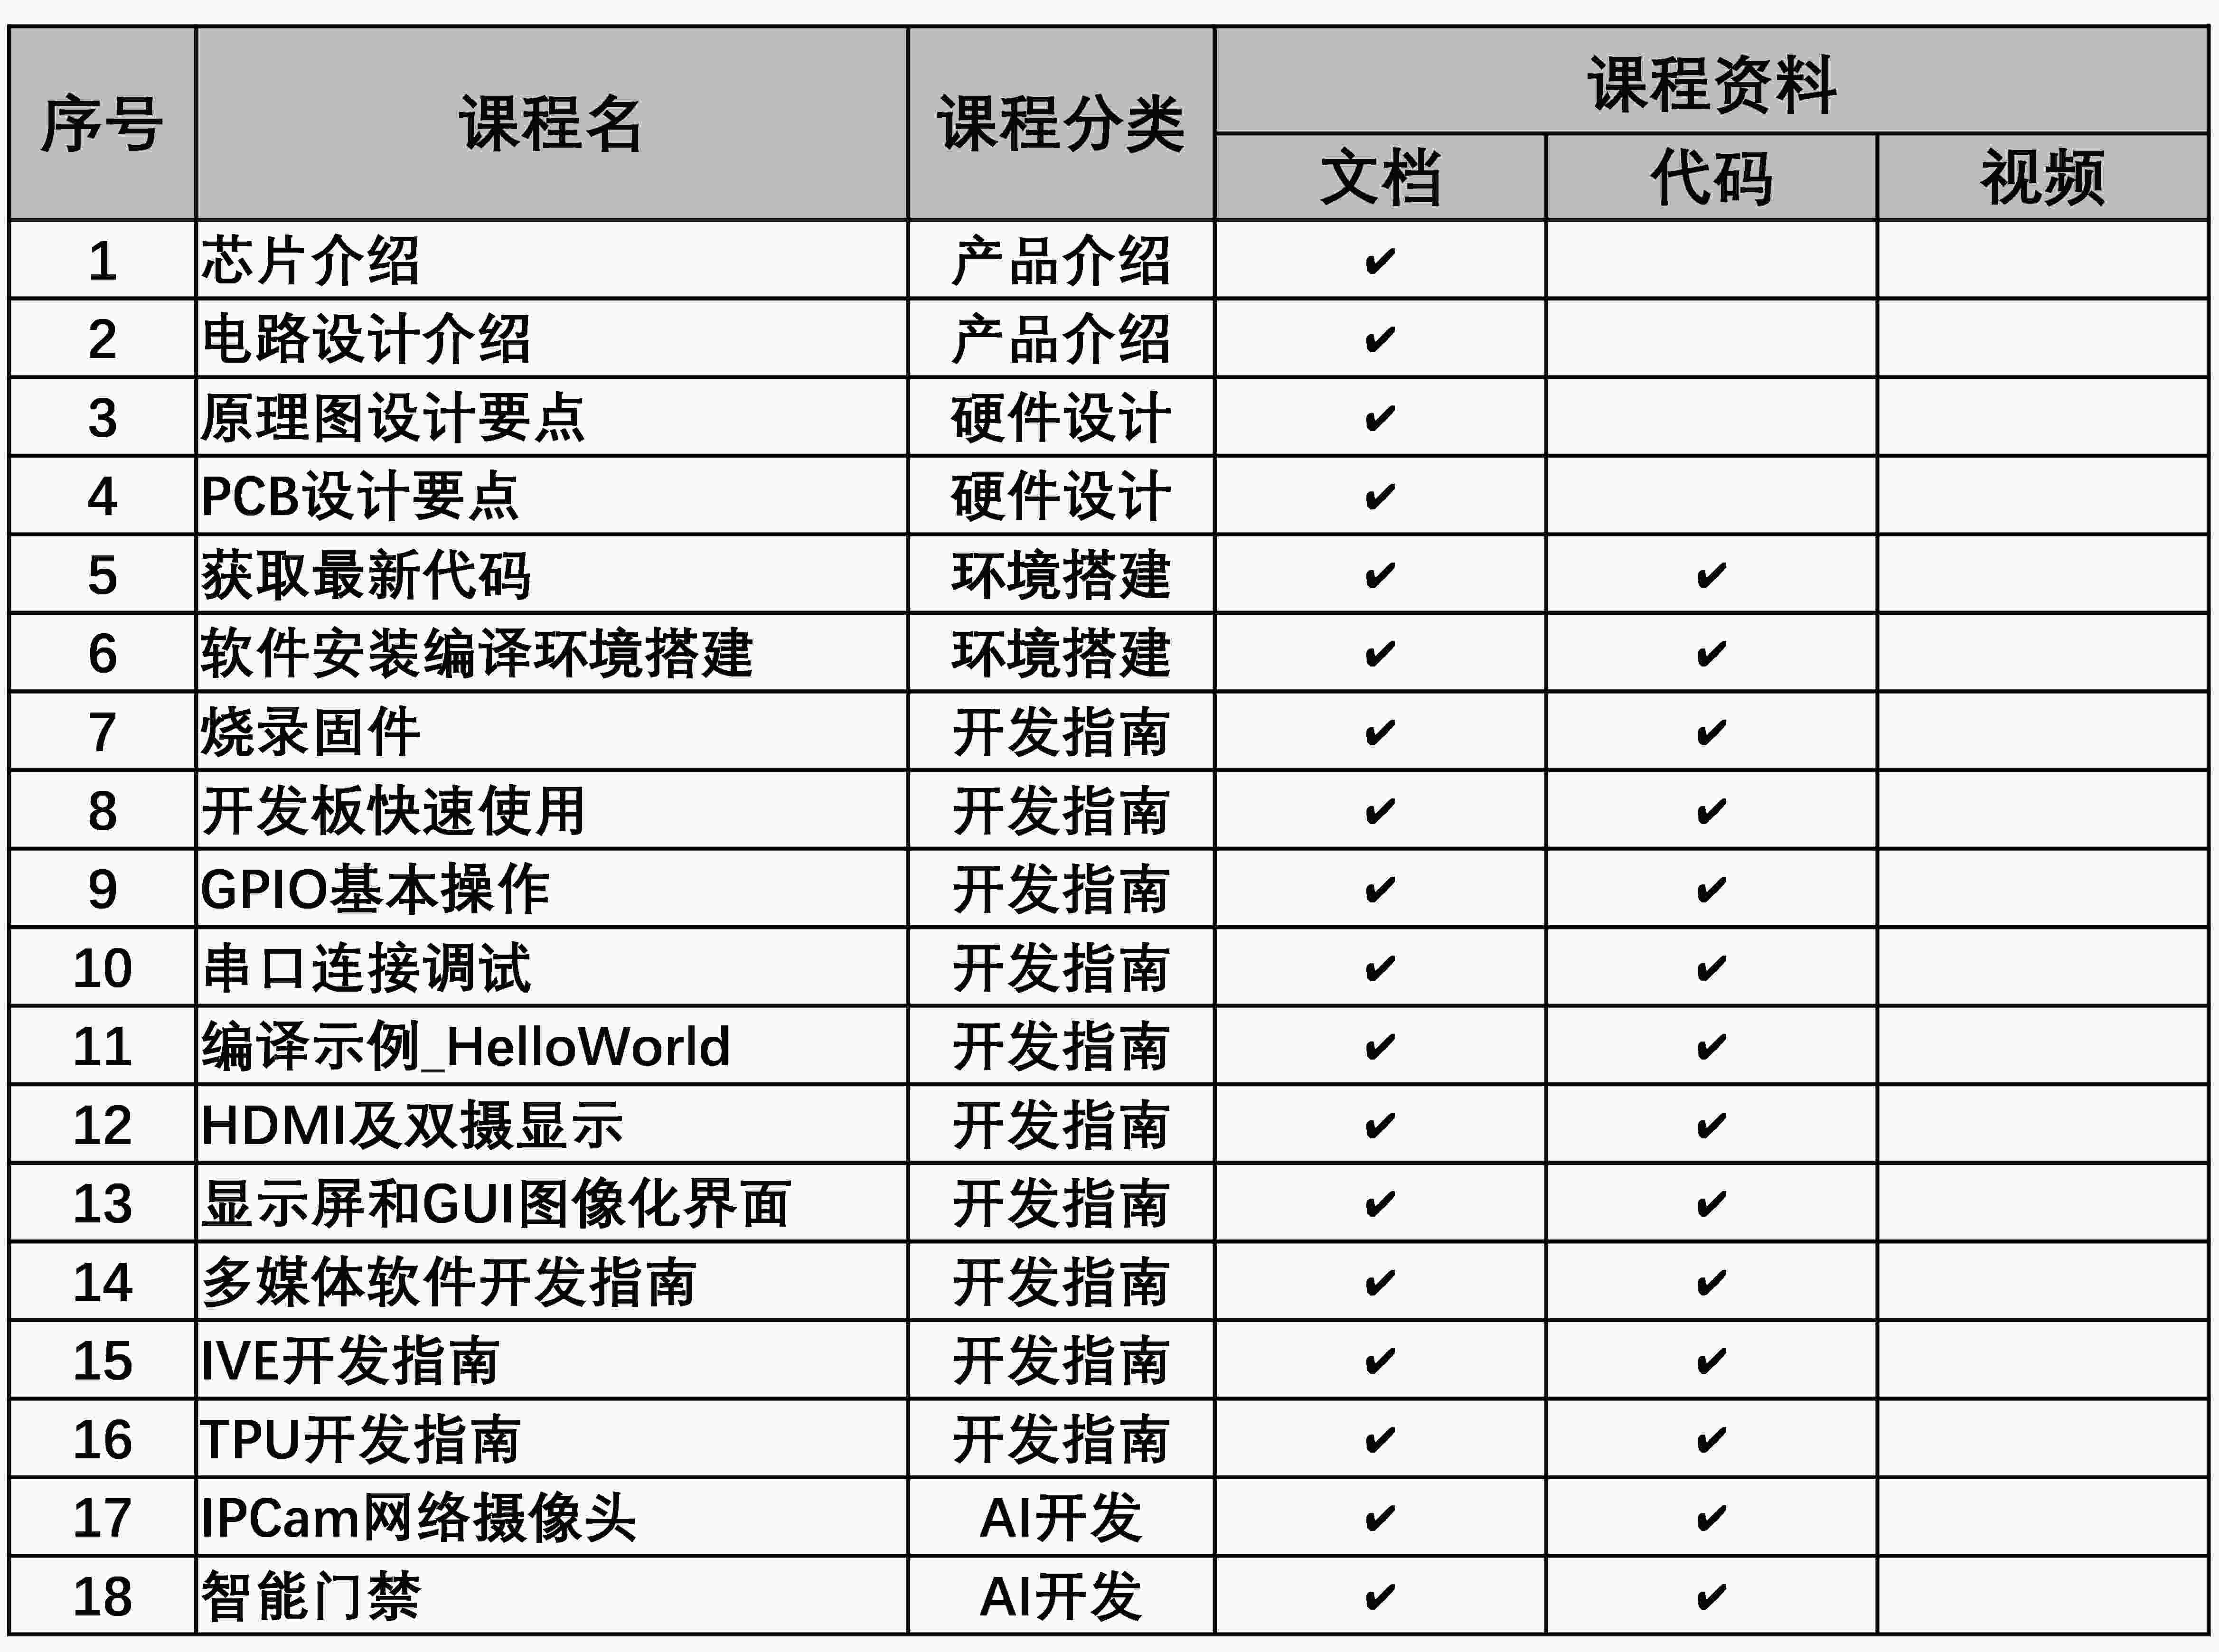 序号 课程名 课程分类 课程资料
文档 代码 视频
1 芯片介绍 产品介绍 ✔
2 电路设计介绍 产品介绍 ✔
3 原理图设计要点 硬件设计 ✔
4 PCB设计要点 硬件设计 ✔
5 获取最新代码 环境搭建 ✔ ✔
6 软件安装编译环境搭建 环境搭建 ✔ ✔
7 烧录固件 开发指南 ✔ ✔
8 开发板快速使用 开发指南 ✔ ✔
9 GPIO基本操作 开发指南 ✔ ✔
10 串口连接调试 开发指南 ✔ ✔
11 编译示例_HelloWorld 开发指南 ✔ ✔
12 HDMI及双摄显示 开发指南 ✔ ✔
13 显示屏和GUI图像化界面 开发指南 ✔ ✔
14 多媒体软件开发指南 开发指南 ✔ ✔
15 IVE开发指南 开发指南 ✔ ✔
16 TPU开发指南 开发指南 ✔ ✔
17 IPCam网络摄像头 AI开发 ✔ ✔
18 智能门禁 AI开发 ✔ ✔